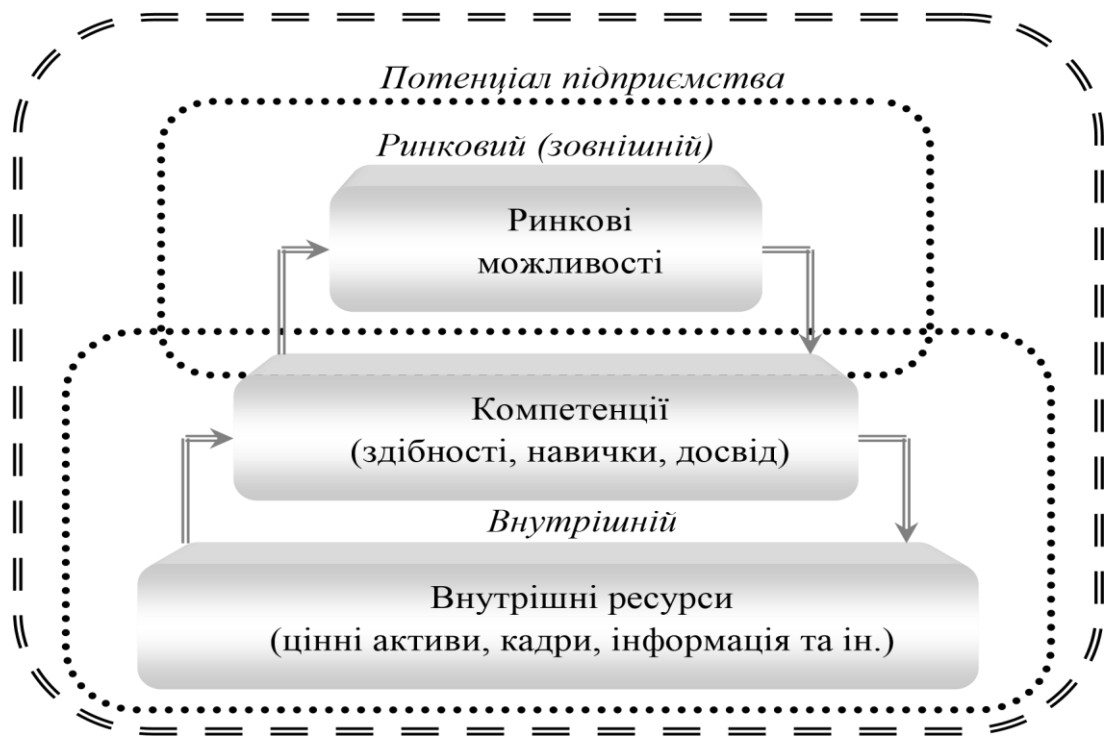 Потенціал підприємства
Ринковий (зовнішній)
Ринкові
можливості
Компетенції
(здібності, навички, досвід)
Внутрішній
Внутрішні ресурси
(цінні активи, кадри, інформація та ін.)